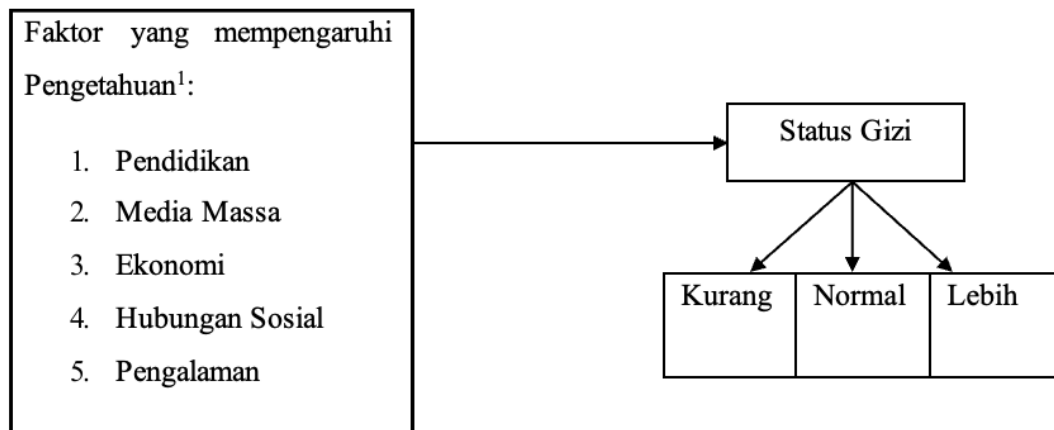 Faktor yang mempengaruhi
Pengetahuan¹:
1. Pendidikan
2. Media Massa
3. Ekonomi
4. Hubungan Sosial
5. Pengalaman
Status Gizi
Kurang Normal Lebih